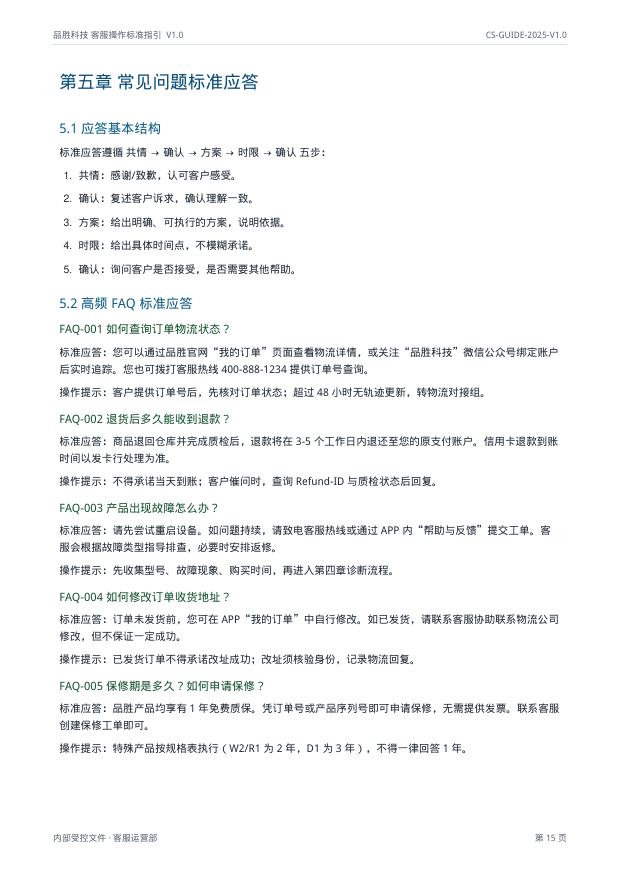 品胜科技 客服操作标准指引 V1.0
CS-GUIDE-2025-V1.0
第五章 常见问题标准应答
5.1 应答基本结构
标准应答遵循 共情 → 确认 → 方案 → 时限 → 确认 五步：
1. 共情：感谢/致歉，认可客户感受。
2. 确认：复述客户诉求，确认理解一致。
3. 方案：给出明确、可执行的方案，说明依据。
4. 时限：给出具体时间点，不模糊承诺。
5. 确认：询问客户是否接受，是否需要其他帮助。
5.2 高频 FAQ 标准应答
FAQ-001 如何查询订单物流状态？
标准应答：您可以通过品胜官网“我的订单”页面查看物流详情，或关注“品胜科技”微信公众号绑定账户
后实时追踪。您也可拨打客服热线 400-888-1234 提供订单号查询。
操作提示：客户提供订单号后，先核对订单状态；超过 48 小时无轨迹更新，转物流对接组。
FAQ-002 退货后多久能收到退款？
标准应答：商品退回仓库并完成质检后，退款将在 3-5 个工作日内退还至您的原支付账户。信用卡退款到账
时间以发卡行处理为准。
操作提示：不得承诺当天到账；客户催问时，查询 Refund-ID 与质检状态后回复。
FAQ-003 产品出现故障怎么办？
标准应答：请先尝试重启设备。如问题持续，请致电客服热线或通过 APP 内“帮助与反馈”提交工单。客
服会根据故障类型指导排查，必要时安排返修。
操作提示：先收集型号、故障现象、购买时间，再进入第四章诊断流程。
FAQ-004 如何修改订单收货地址？
标准应答：订单未发货前，您可在 APP“我的订单”中自行修改。如已发货，请联系客服协助联系物流公司
修改，但不保证一定成功。
操作提示：已发货订单不得承诺改址成功；改址须核验身份，记录物流回复。
FAQ-005 保修期是多久？如何申请保修？
标准应答：品胜产品均享有 1 年免费质保。凭订单号或产品序列号即可申请保修，无需提供发票。联系客服
创建保修工单即可。
操作提示：特殊产品按规格表执行（W2/R1 为 2 年，D1 为 3 年），不得一律回答 1 年。
内部受控文件 · 客服运营部
第 15 页